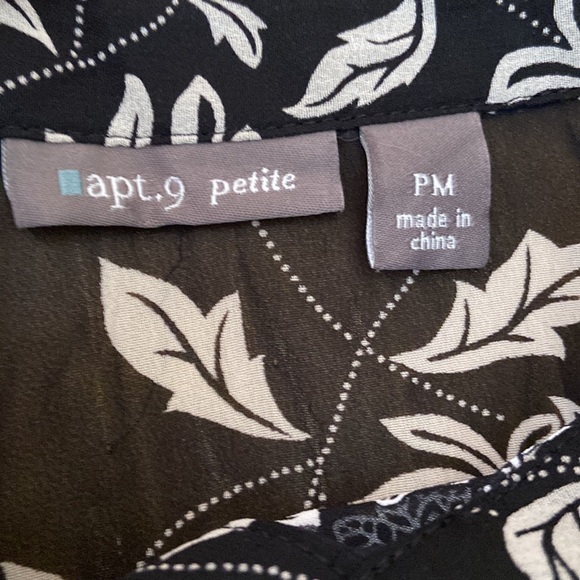 apt.9 petite
PM
made in
china